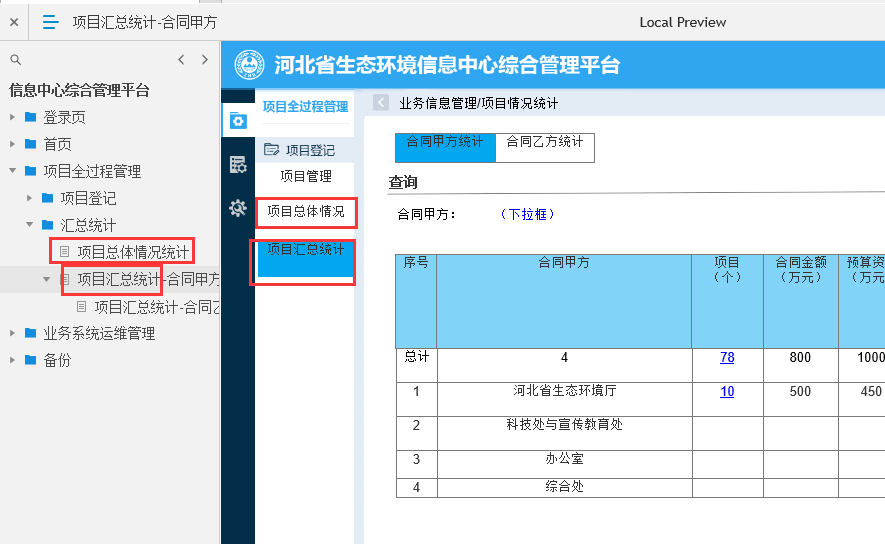 项目汇总统计-合同甲方
Local Preview
信息中心综合管理平台
登录页
首页
项目全过程管理
项目登记
汇总统计
项目总体情况统计
项目汇总统计-合同甲方
项目汇总统计-合同乙
业务系统运维管理
备份
河北省生态环境信息中心综合管理平台
项目全过程管理
项目登记
项目管理
项目总体情况
项目汇总统计
业务信息管理/项目情况统计
合同甲方统计 合同乙方统计
查询
合同甲方： （下拉框）
序号 合同甲方 项目（个） 合同金额（万元） 预算资（万元
总计 4 78 800 1000
1 河北省生态环境厅 10 500 450
2 科技处与宣传教育处
3 办公室
4 综合处